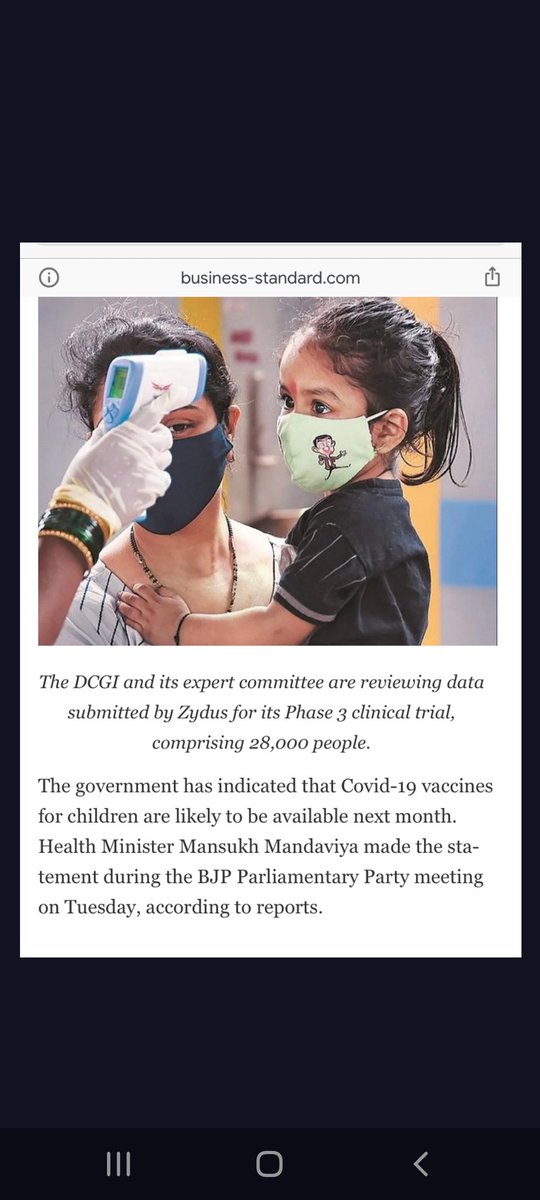 business-standard.com
The DCGI and its expert committee are reviewing data
submitted by Zydus for its Phase 3 clinical trial,
comprising 28,000 people.
The government has indicated that Covid-19 vaccines
for children are likely to be available next month.
Health Minister Mansukh Mandaviya made the sta-
tement during the BJP Parliamentary Party meeting
on Tuesday, according to reports.